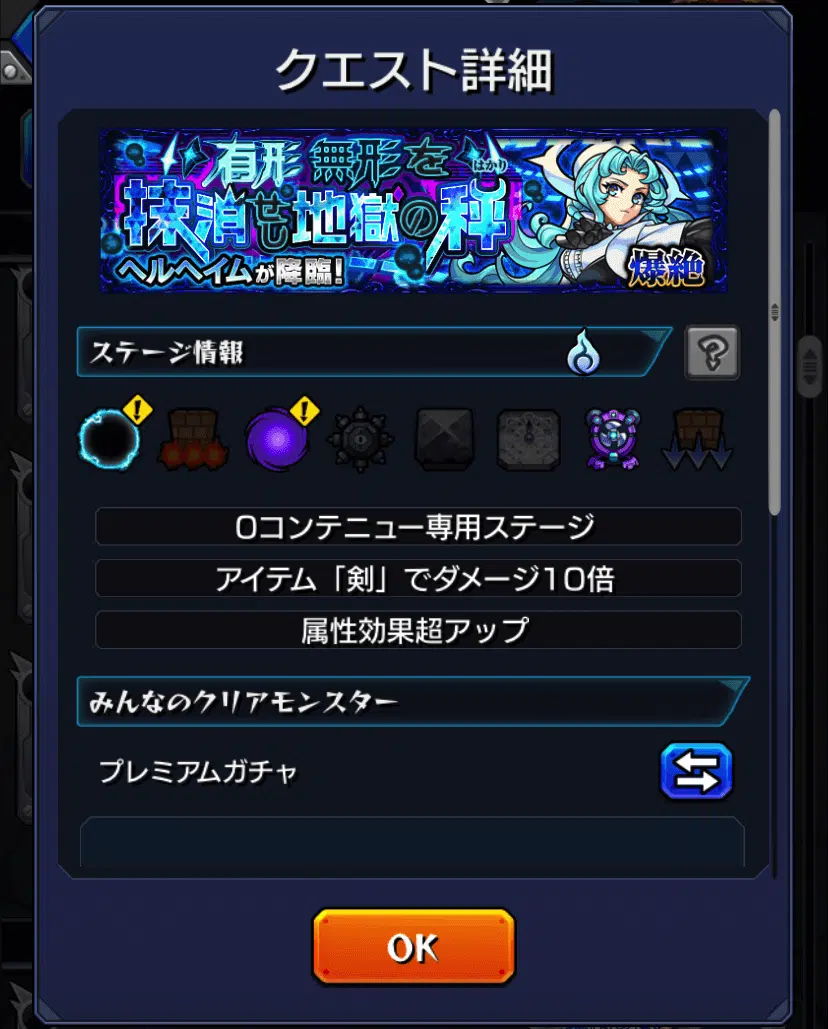 クエスト詳細
有形無形を
はかり
抹消せし地獄の秤
ヘルヘイムが降臨!
爆絶
ステージ情報
?
!
!
0コンテニュー専用ステージ
アイテム「剣」でダメージ10倍
属性効果超アップ
みんなのクリアモンスター
プレミアムガチャ
OK